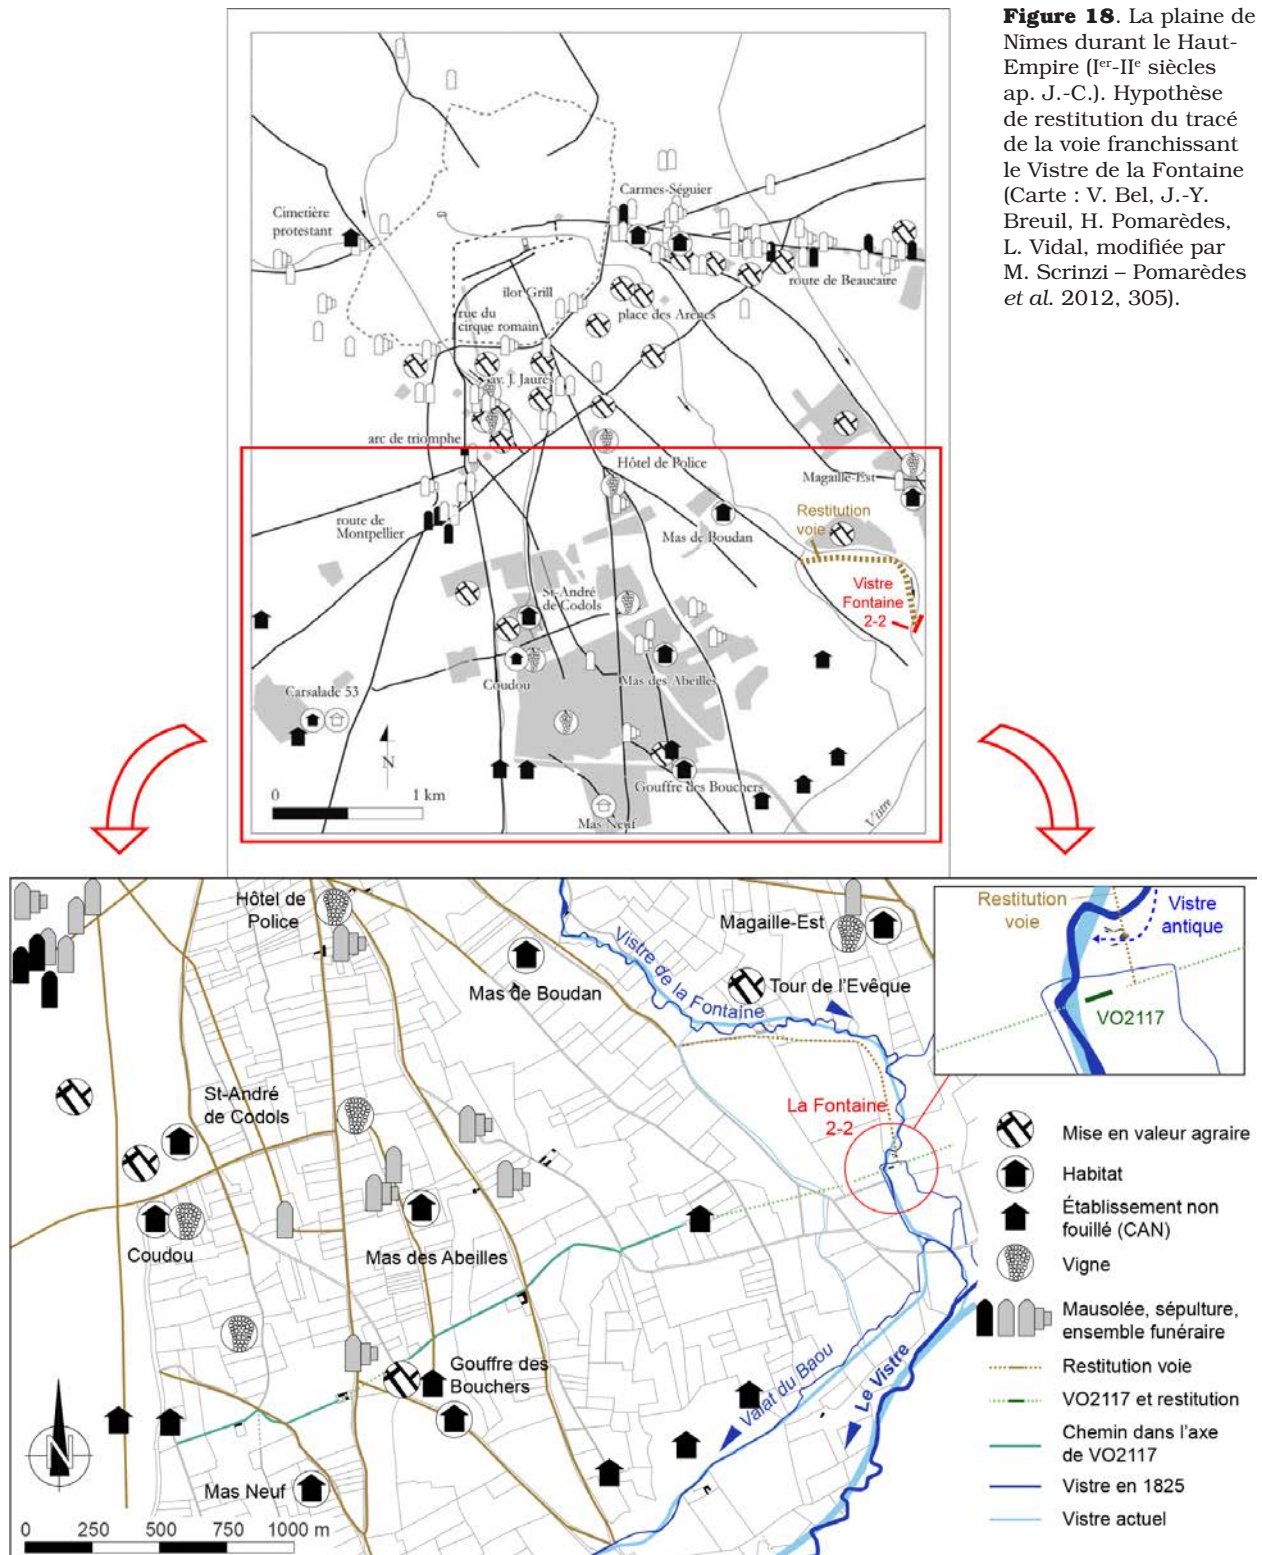 Figure 18. La plaine de
Nîmes durant le Haut-
Empire (Ier-IIe siècles
ap. J.-C.). Hypothèse
de restitution du tracé
de la voie franchissant
le Vistre de la Fontaine
(Carte : V. Bel, J.-Y.
Breuil, H. Pomarèdes,
L. Vidal, modifiée par
M. Scrinzi – Pomarèdes
et al. 2012, 305).
Carmes-Séguier
Cimetière
protestant
route de Beaucaire
îlot Grill
place des Arènes
rue du
cirque romain
av. J. Jaurès
arc de triomphe
Hôtel de Police
Magaille-Est
route de
Montpellier
Mas de Boudan
Restitution
voie
Vistre
Fontaine
2-2
St-André
de Codols
Coudou
Mas des Abeilles
Carsalade 53
N
Gouffre des Bouchers
0 1 km
Mas Neuf
Vistre
Hôtel de
Police
Magaille-Est
Mas de Boudan
Vistre de la Fontaine
Tour de l'Evêque
Restitution
voie
Vistre
antique
VO2117
St-André
de Codols
La Fontaine
2-2
Coudou
Mas des Abeilles
Gouffre des
Bouchers
Valat du Baou
Le Vistre
N
Mas Neuf
0 250 500 750 1000 m
Mise en valeur agraire
Habitat
Établissement non
fouillé (CAN)
Vigne
Mausolée, sépulture,
ensemble funéraire
Restitution voie
VO2117 et restitution
Chemin dans l'axe
de VO2117
Vistre en 1825
Vistre actuel